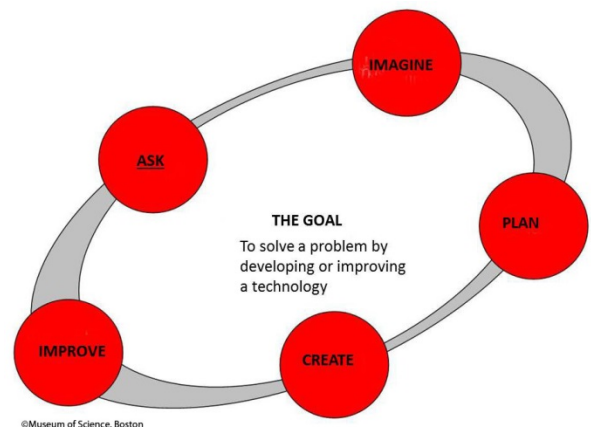 IMAGINE
ASK
PLAN
THE GOAL
To solve a problem by
developing or improving
a technology
IMPROVE
CREATE
©Museum of Science, Boston